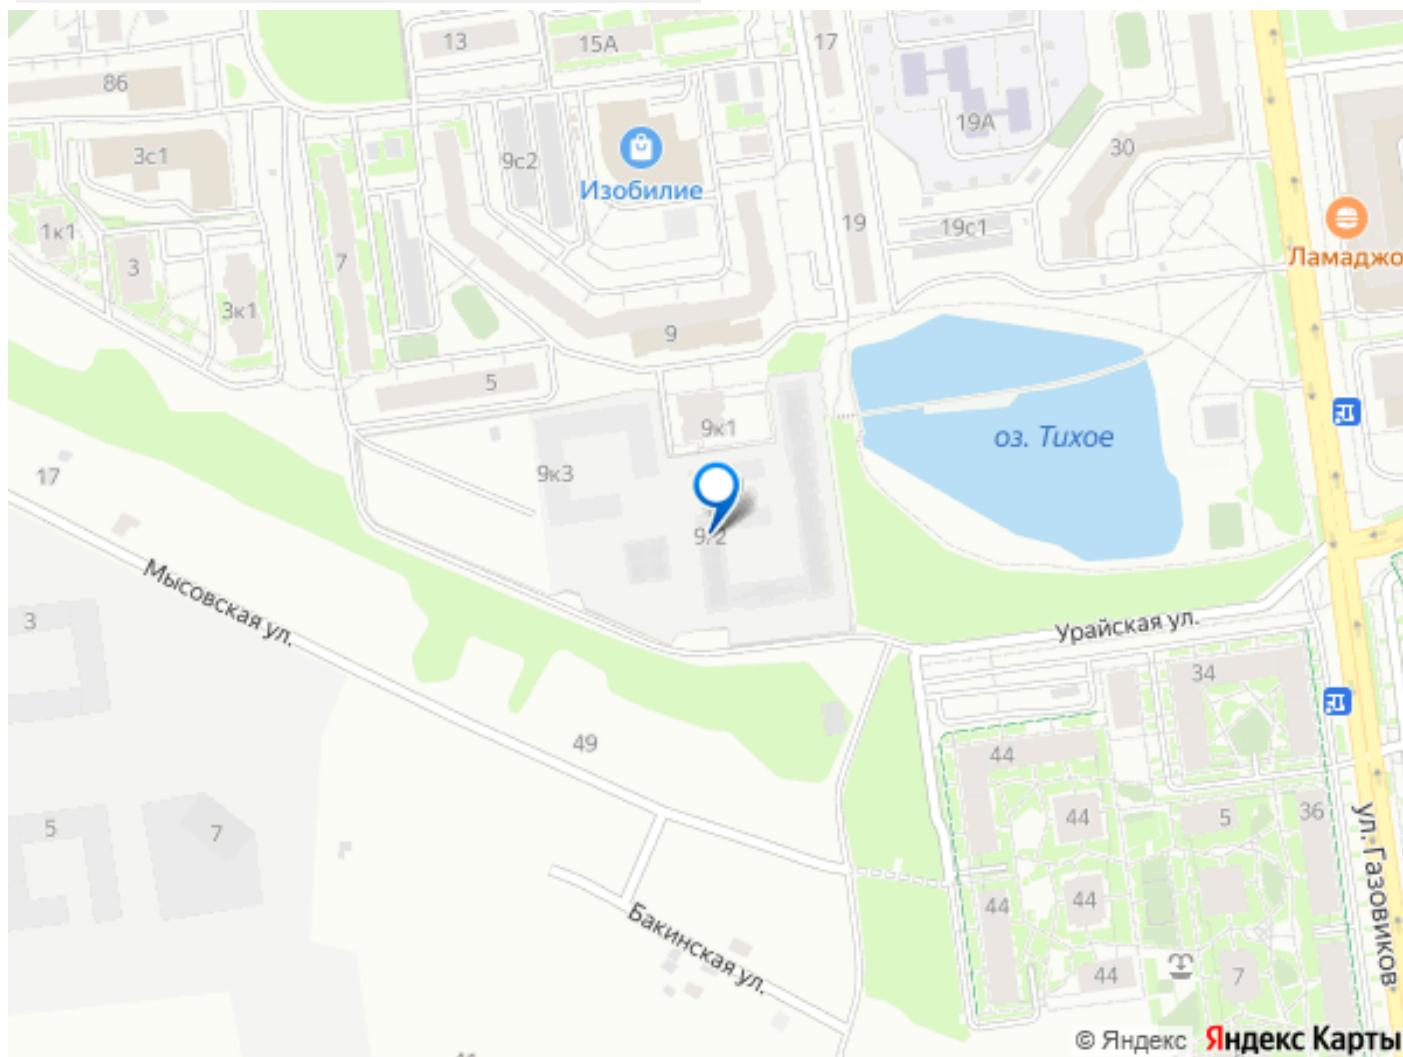 13
15А
17
86
19А
30
3с1
9с2
Изобилие
1к1
3
7
19
19с1
Ламаджо
3к1
9
5
9к1
оз. Тихое
9к3
17
Мысовская ул.
3
Урайская ул.
34
49
44
5
7
44
5
36
ул. Газовиков
44
44
Бакинская ул.
44
7
© Яндекс
Яндекс Карты